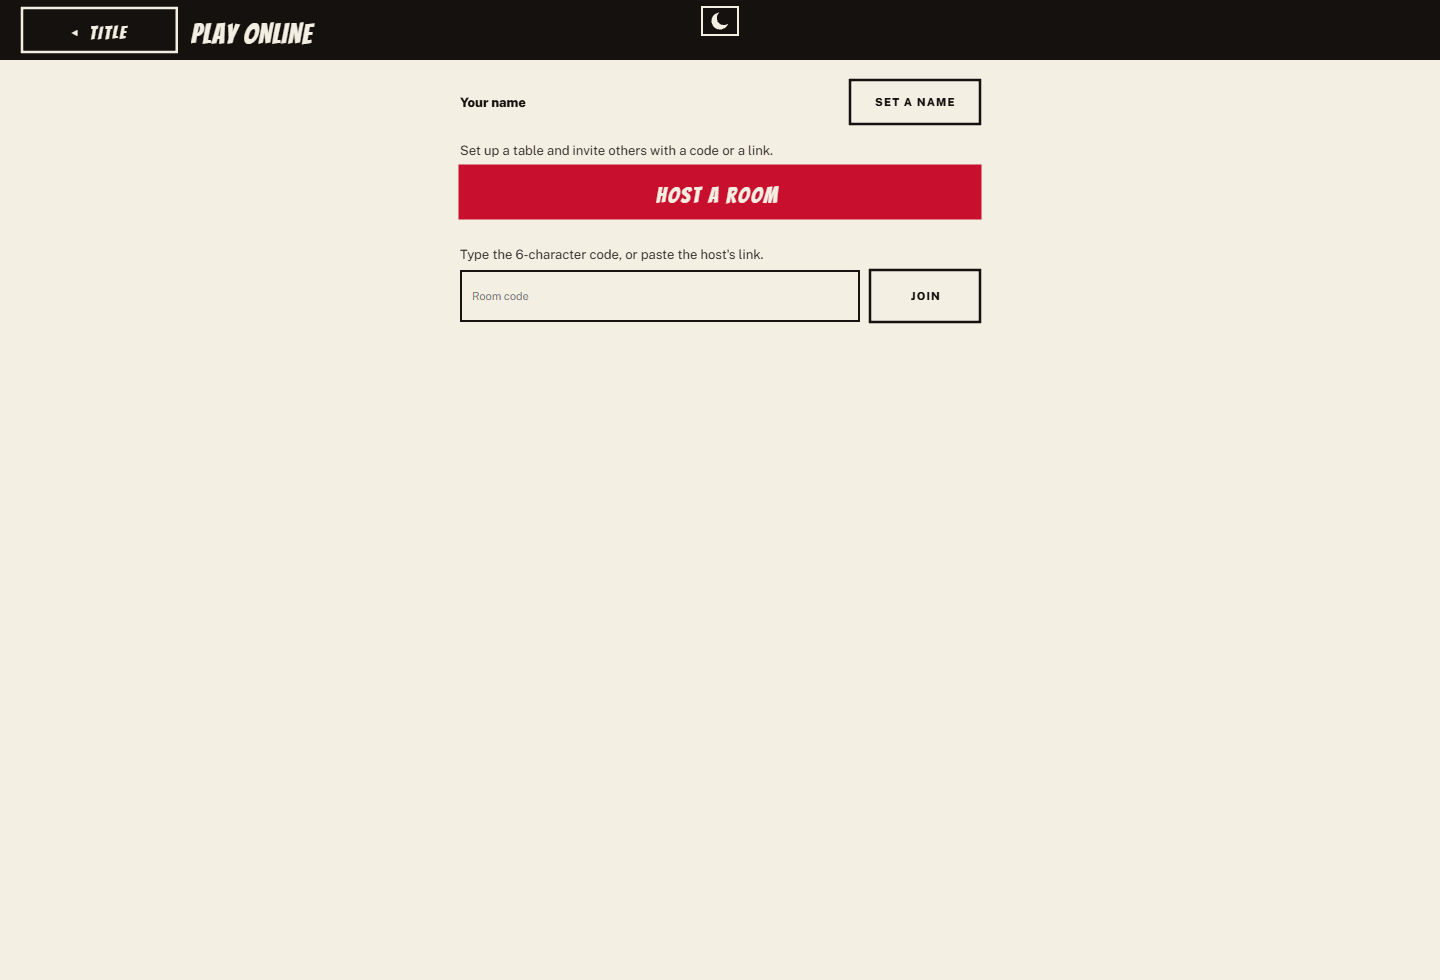 ◂ TITLE
PLAY ONLINE
Your name
SET A NAME
Set up a table and invite others with a code or a link.
HOST A ROOM
Type the 6-character code, or paste the host's link.
Room code
JOIN